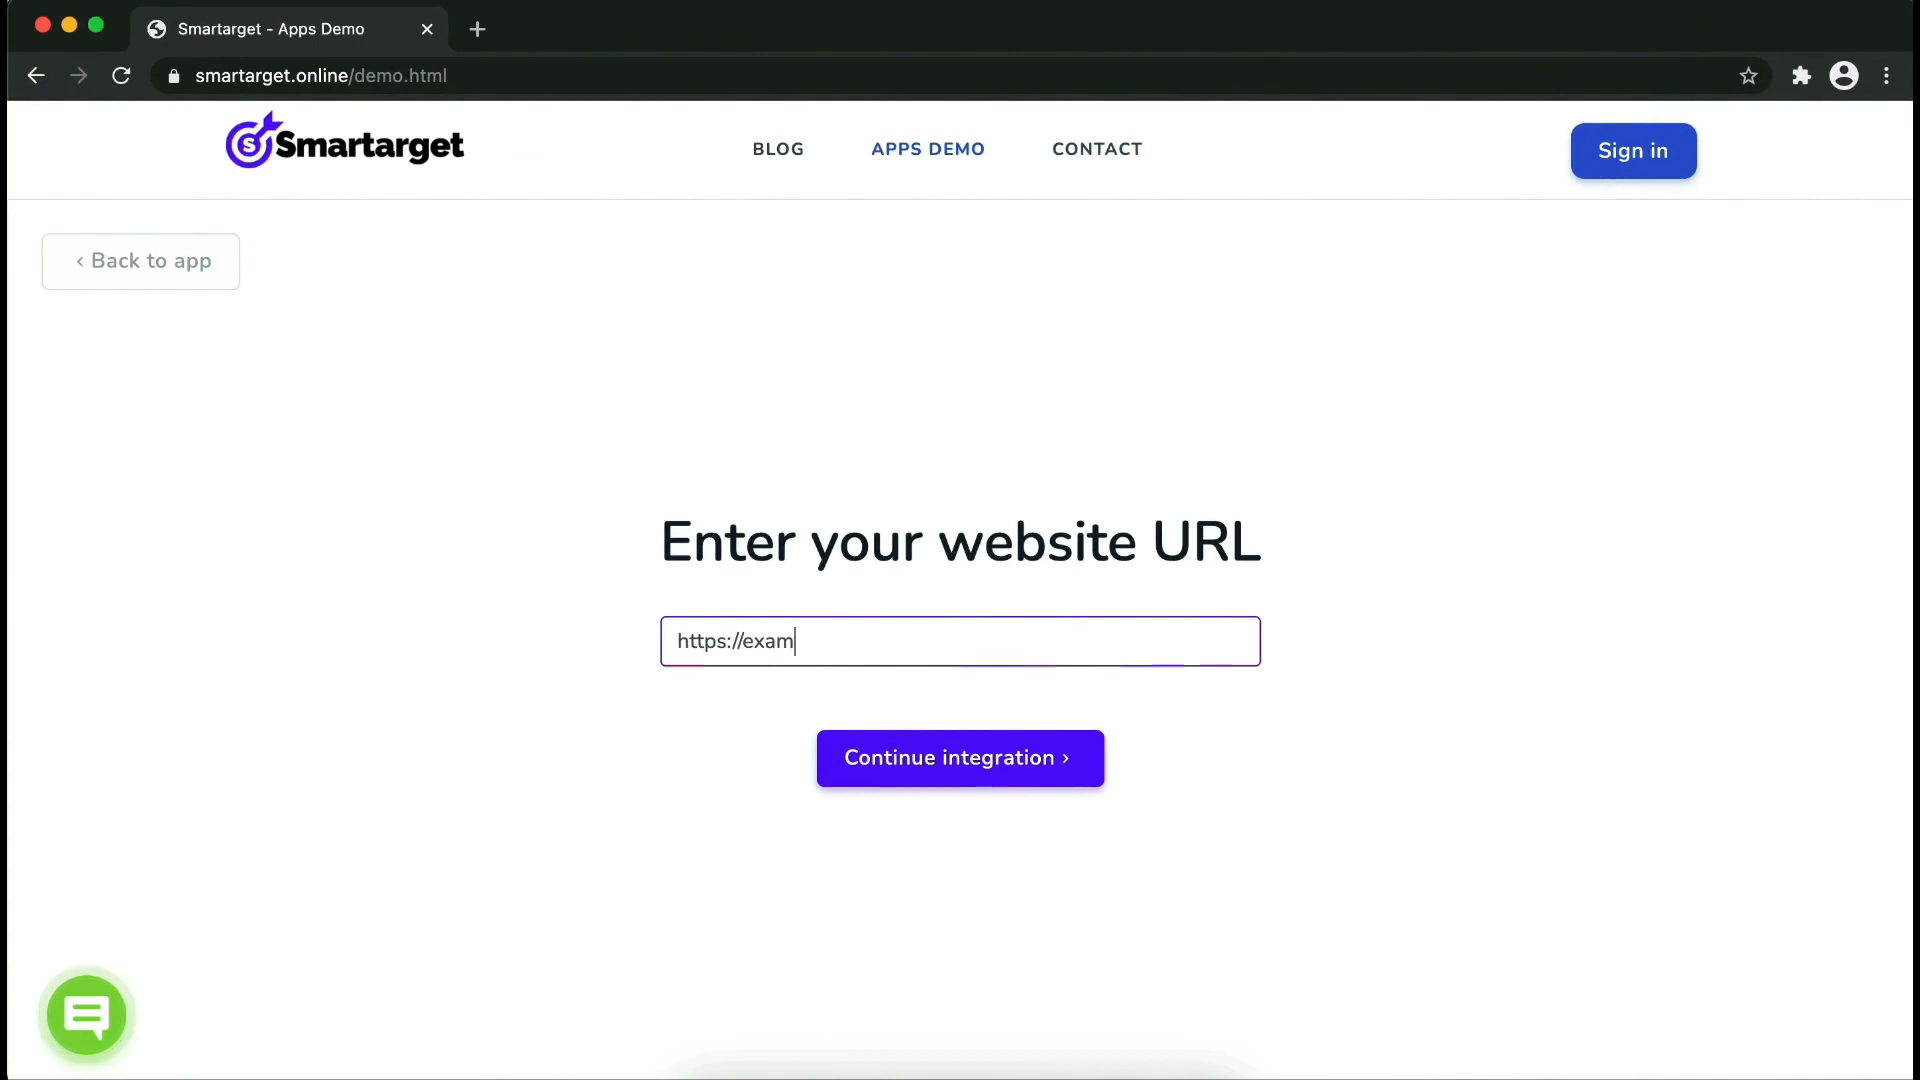 Smartarget - Apps Demo
smartarget.online/demo.html
S Smartarget
BLOG
APPS DEMO
CONTACT
Sign in
‹ Back to app
Enter your website URL
https://exam
Continue integration ›